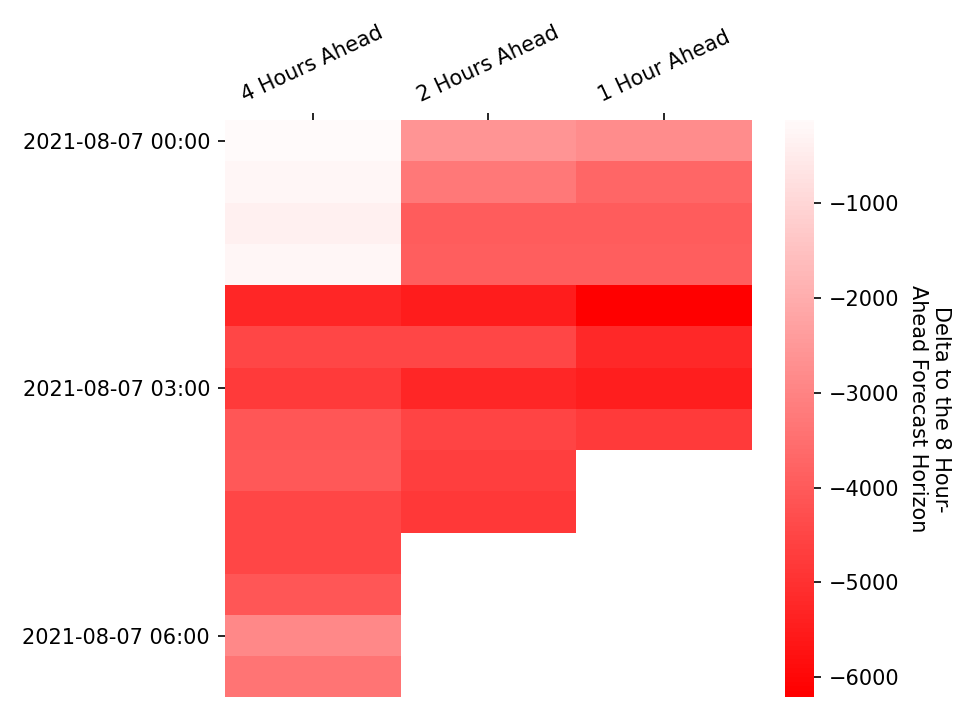 4 Hours Ahead
2 Hours Ahead
1 Hour Ahead
2021-08-07 00:00
2021-08-07 03:00
2021-08-07 06:00
−1000
−2000
−3000
−4000
−5000
−6000
Delta to the 8 Hour-
Ahead Forecast Horizon